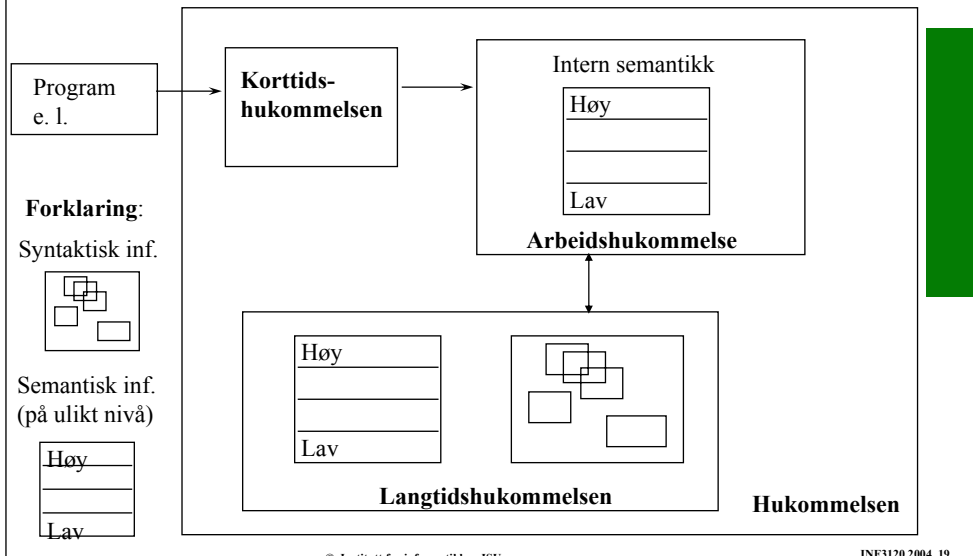 Program
e. l.
Korttids-
hukommelsen
Intern semantikk
Høy
Lav
Arbeidshukommelse
Forklaring:
Syntaktisk inf.
Semantisk inf.
(på ulikt nivå)
Høy
Lav
Høy
Lav
Langtidshukommelsen
Hukommelsen
INF3120 2004 19